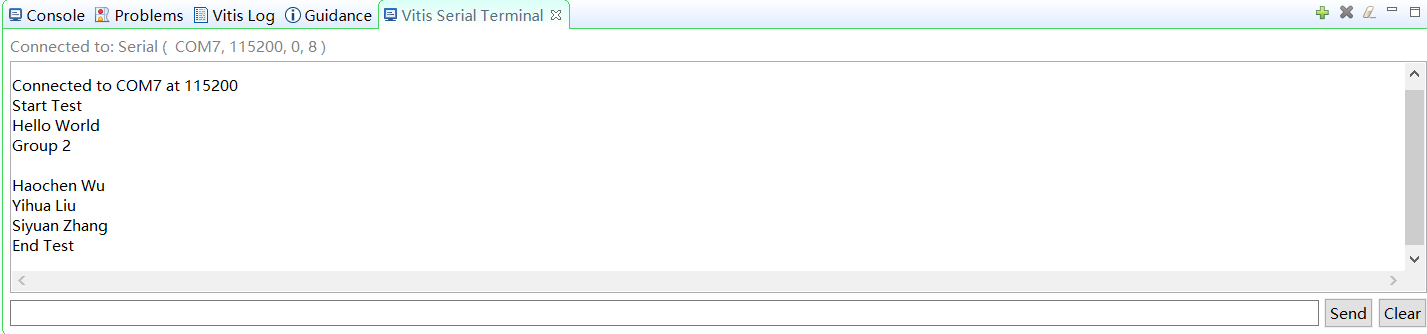 Console Problems Vitis Log Guidance Vitis Serial Terminal
Connected to: Serial ( COM7, 115200, 0, 8 )
Connected to COM7 at 115200
Start Test
Hello World
Group 2
Haochen Wu
Yihua Liu
Siyuan Zhang
End Test
Send Clear